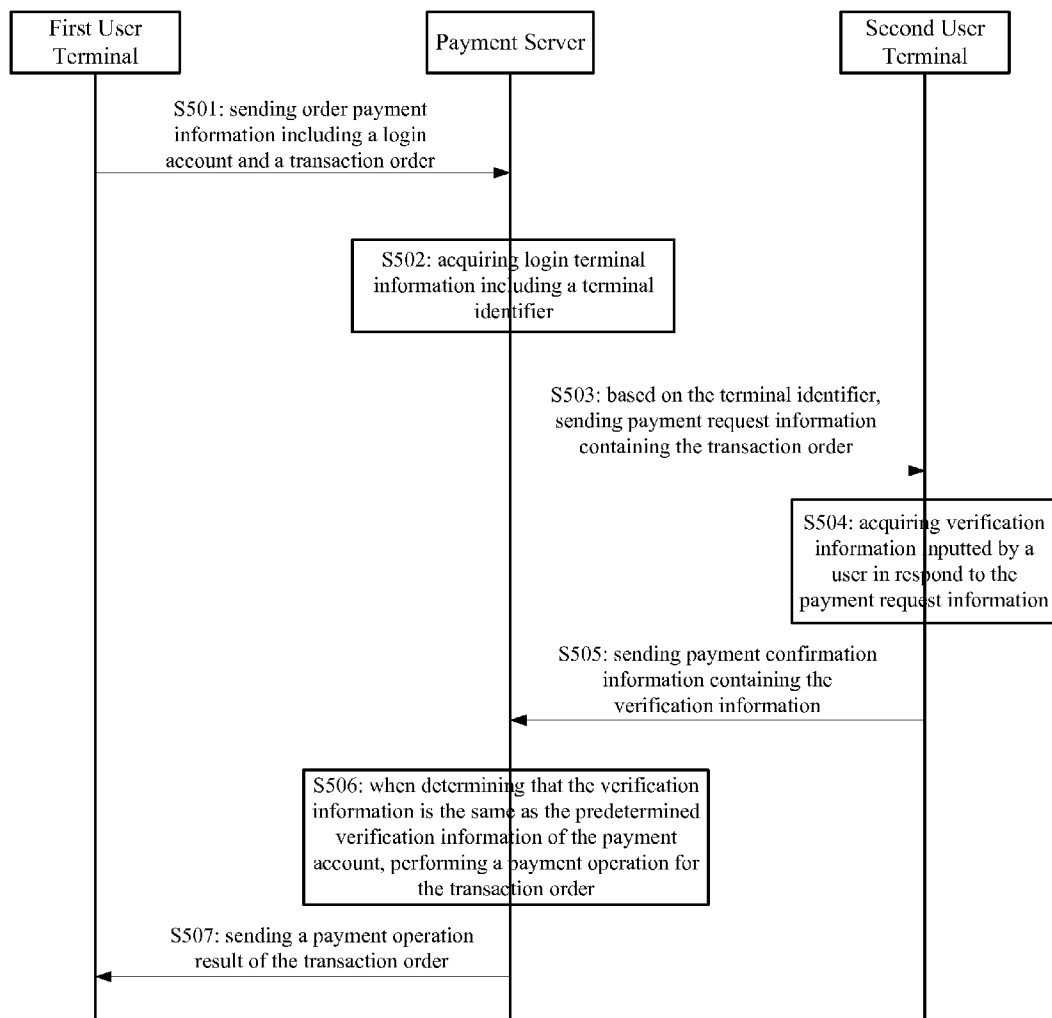 First User
Terminal
Payment Server
Second User
Terminal
S501: sending order payment
information including a login
account and a transaction order
S502: acquiring login terminal
information including a terminal
identifier
S503: based on the terminal identifier,
sending payment request information
containing the transaction order
S504: acquiring verification
information inputted by a
user in respond to the
payment request information
S505: sending payment confirmation
information containing the
verification information
S506: when determining that the verification
information is the same as the predetermined
verification information of the payment
account, performing a payment operation for
the transaction order
S507: sending a payment operation
result of the transaction order